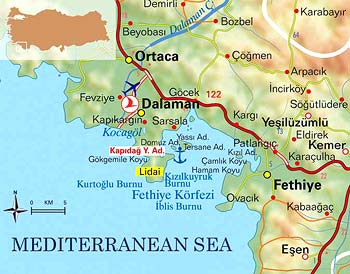 Demirli
Dalaman Ç.
Karabayır
Beyobası
Bozbel
64
Ortaca
Çöğmen
Arpacık
İncirköy
Fevziye
Göcek
122
Söğütlüdere
Dalaman
Kapıkargın
Kargı
Yeşilüzümlü
Kocagöl
Sarsala
Eldirek
Domuz Ad.
Yassı Ad.
Patlangıç
Kemer
Kapıdağ Y. Ad.
Tersane Ad.
Kızıl Ad.
Karaçulha
Gökgemile Koyu
Çamlık Koyu
Lidai
Hamam Koyu
5
Kızılkuyruk
Burnu
Kurtoğlu Burnu
Fethiye
Fethiye Körfezi
Ovacık
Kabaağaç
İblis Burnu
N
0 KM 5
MEDITERRANEAN SEA
Eşen